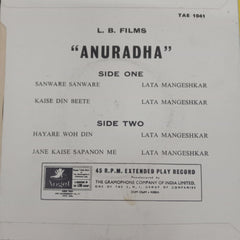 TAE 1041
L. B. FILMS
"ANURADHA"
SIDE ONE
SANWARE SANWARE LATA MANGESHKAR
KAISE DIN BEETE LATA MANGESHKAR
SIDE TWO
HAYARE WOH DIN LATA MANGESHKAR
JANE KAISE SAPANON ME LATA MANGESHKAR
45 R.P.M. EXTENDED PLAY RECORD
THE GRAMOPHONE COMPANY OF INDIA LIMITED,
Angel